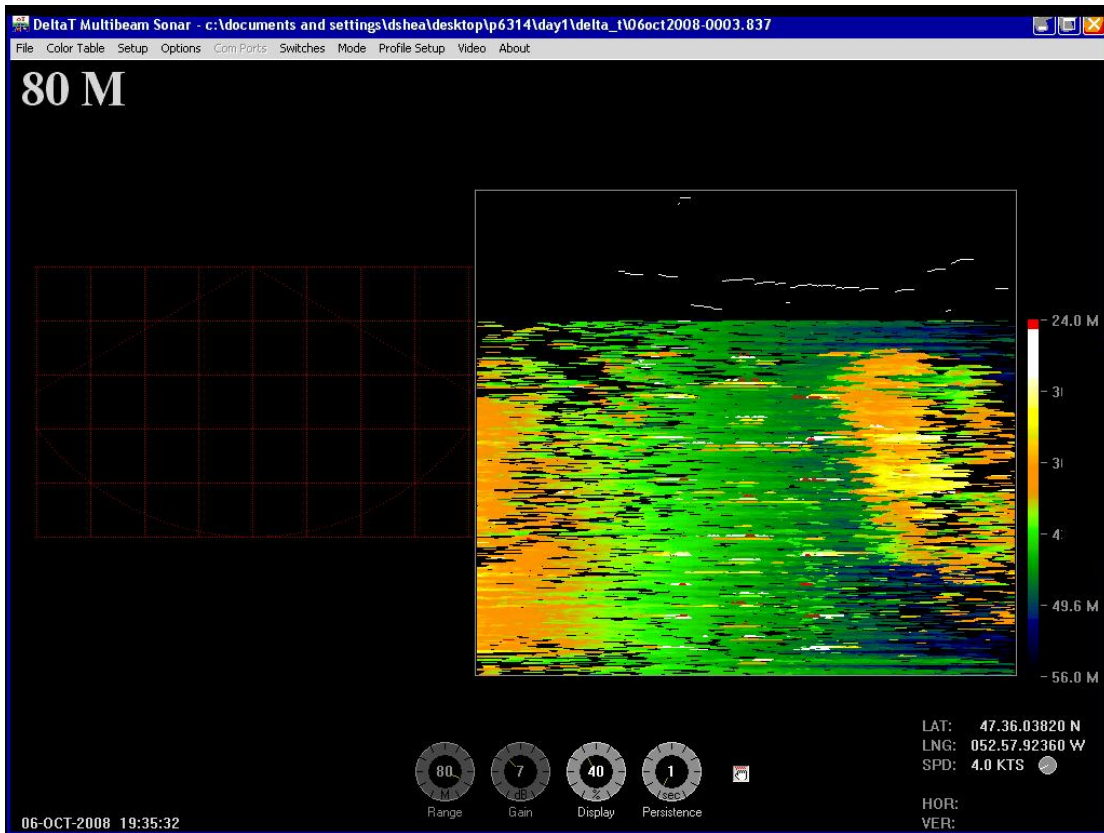 DeltaT Multibeam Sonar - c:\documents and settings\dshea\desktop\p6314\day1\delta_t\06oct2008-0003.837
File Color Table Setup Options Com Ports Switches Mode Profile Setup Video About
80 M
24.0 M
49.6 M
56.0 M
80 M Range
7 dB Gain
40 % Display
1 (sec) Persistence
LAT: 47.36.03820 N
LNG: 052.57.92360 W
SPD: 4.0 KTS
HOR:
VER:
06-OCT-2008 19:35:32